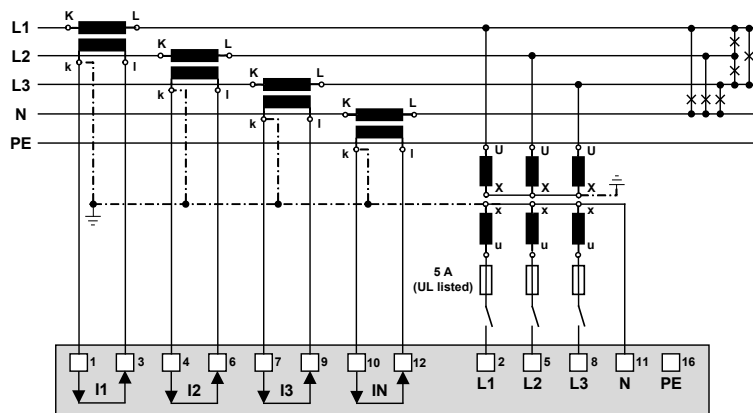 L1 K L
L2 k l K L
L3 k l K L
N k l K L
PE k l U U U
X X X
x x x
u u u
5 A
(UL listed)
1 3 4 6 7 9 10 12 2 5 8 11 16
I1 I2 I3 IN L1 L2 L3 N PE